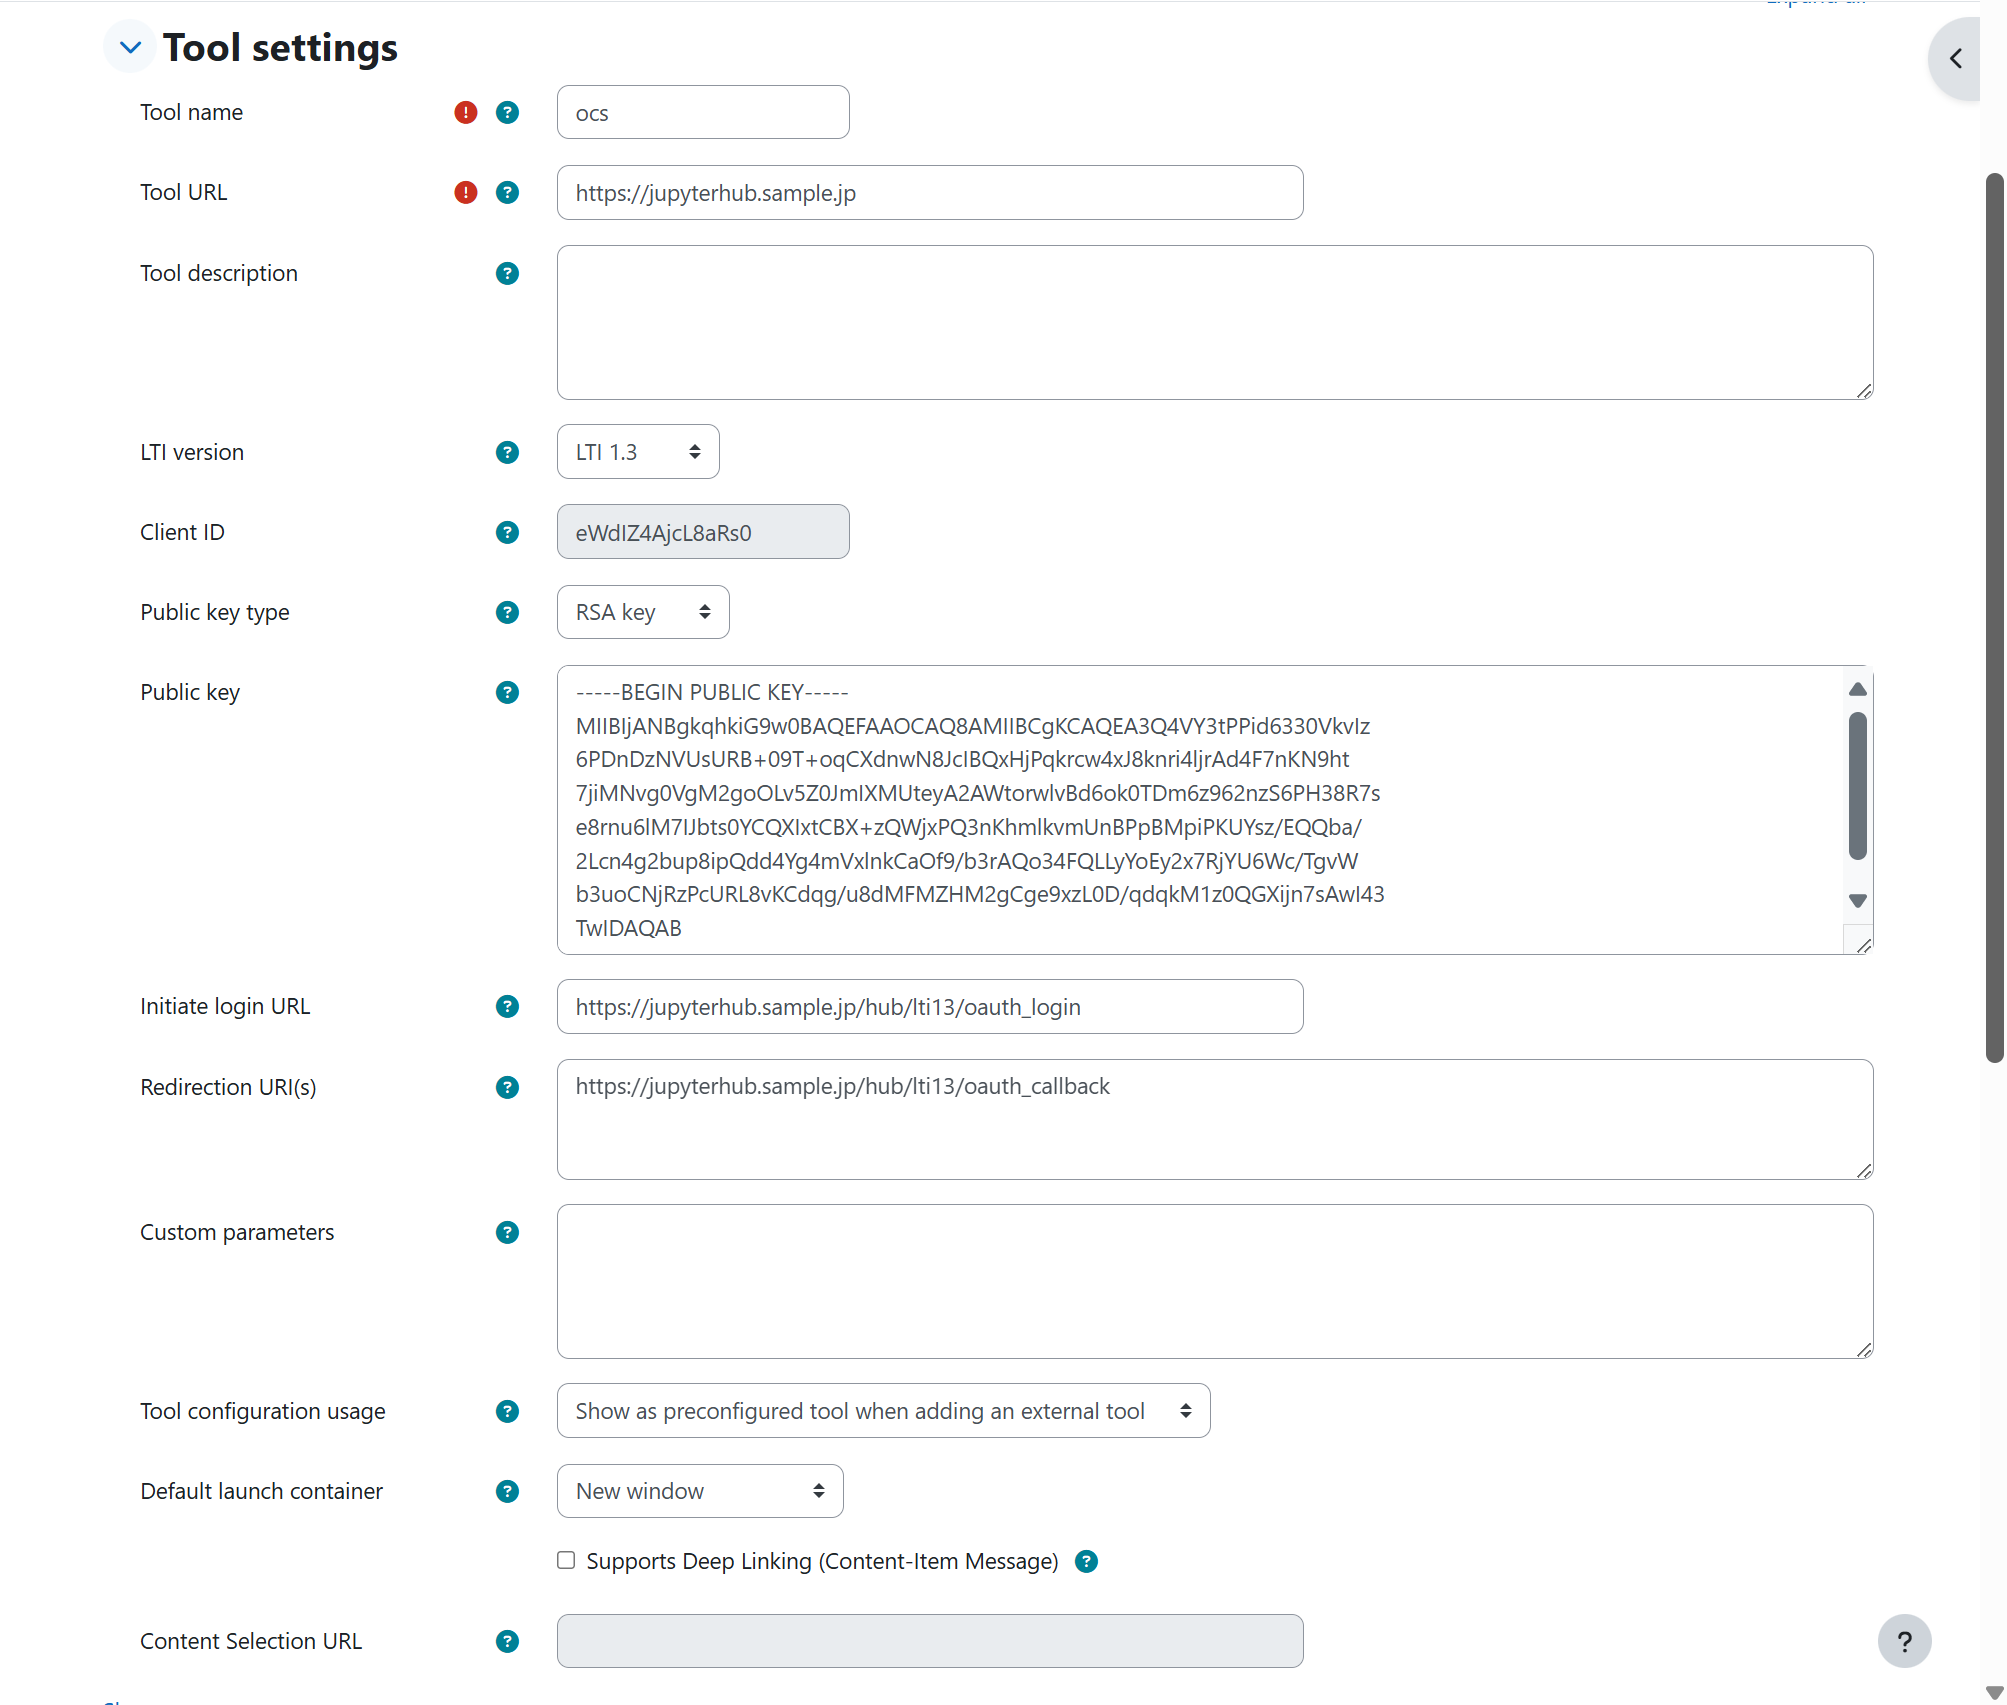 Tool settings
Tool name
ocs
Tool URL
https://jupyterhub.sample.jp
Tool description
LTI version
LTI 1.3
Client ID
eWdIZ4AjcL8aRs0
Public key type
RSA key
Public key
-----BEGIN PUBLIC KEY-----
MIIBIjANBgkqhkiG9w0BAQEFAAOCAQ8AMIIBCgKCAQEA3Q4VY3tPPid6330VkvIz
6PDnDzNVUsURB+09T+oqCXdnwN8JcIBQxHjPqkrcw4xJ8knri4ljrAd4F7nKN9ht
7jiMNvg0VgM2goOLv5Z0JmIXMUteyA2AWtorwlvBd6ok0TDm6z962nzS6PH38R7s
e8rnu6lM7IJbts0YCQXIxtCBX+zQWjxPQ3nKhmlkvmUnBPpBMpiPKUYsz/EQQba/
2Lcn4g2bup8ipQdd4Yg4mVxlnkCaOf9/b3rAQo34FQLLyYoEy2x7RjYU6Wc/TgvW
b3uoCNjRzPcURL8vKCdqg/u8dMFMZHM2gCge9xzL0D/qdqkM1z0QGXijn7sAwI43
TwIDAQAB
Initiate login URL
https://jupyterhub.sample.jp/hub/lti13/oauth_login
Redirection URI(s)
https://jupyterhub.sample.jp/hub/lti13/oauth_callback
Custom parameters
Tool configuration usage
Show as preconfigured tool when adding an external tool
Default launch container
New window
Supports Deep Linking (Content-Item Message)
Content Selection URL